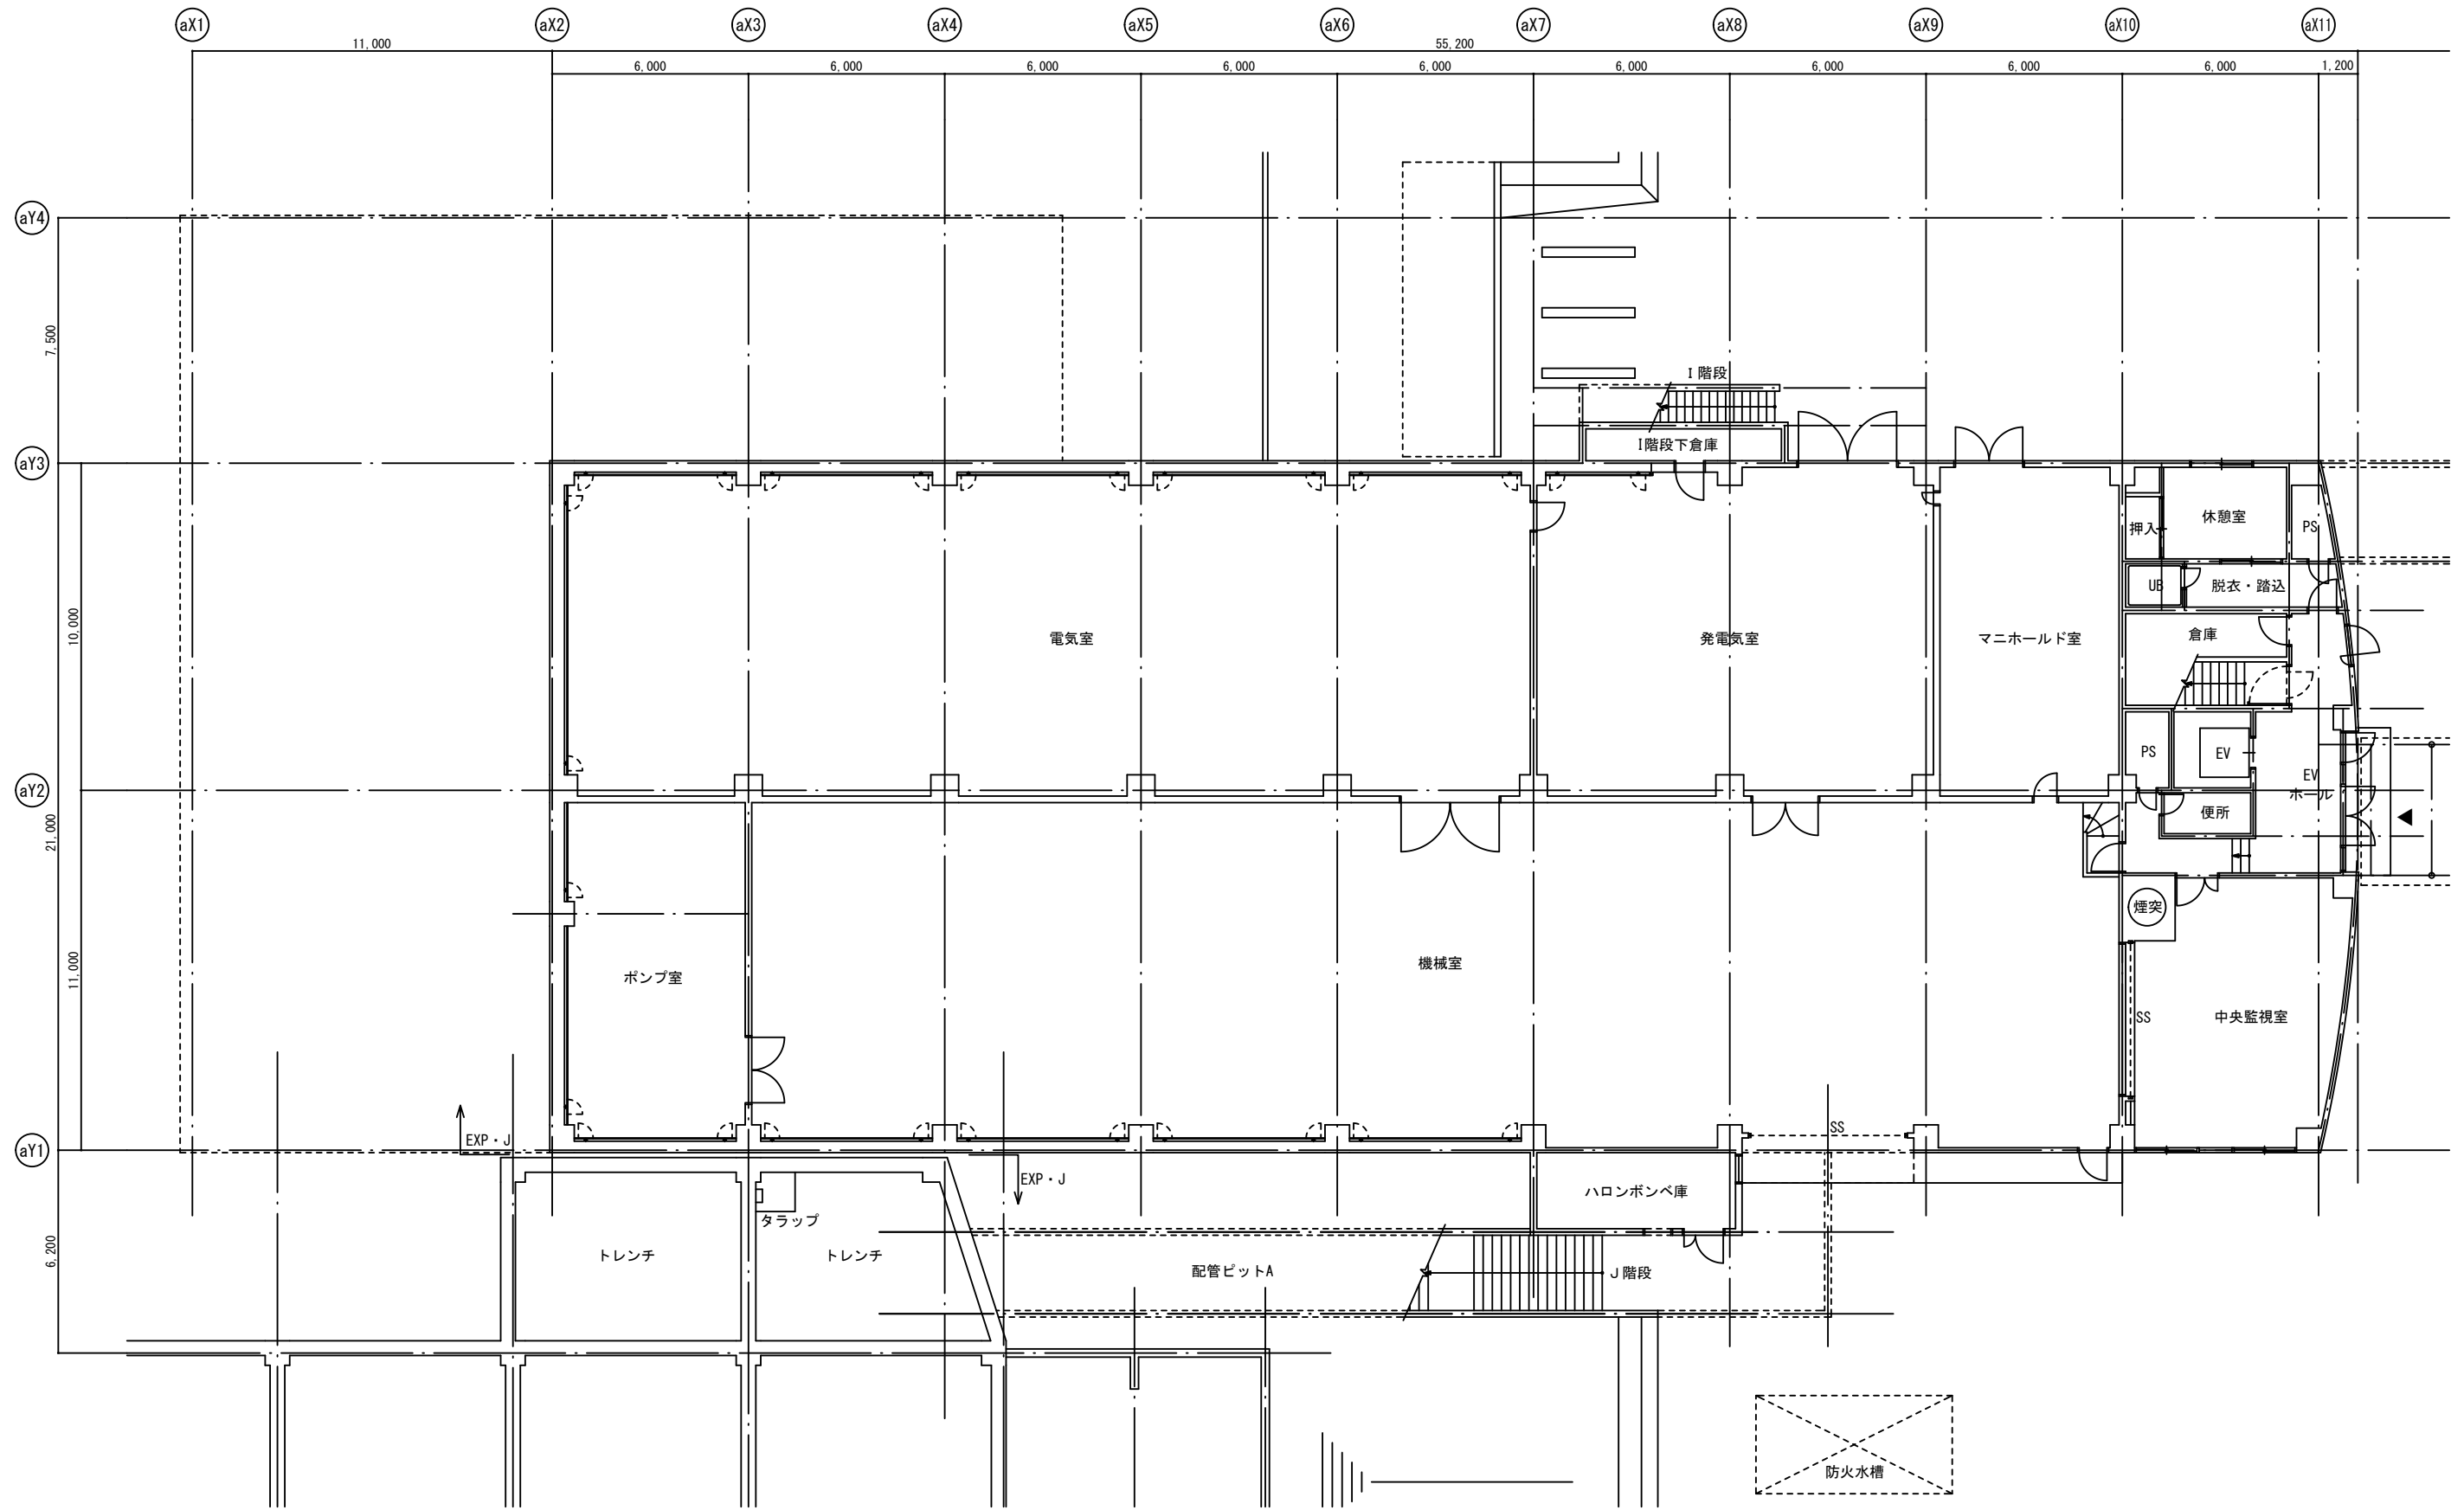 aX1 aX2 aX3 aX4 aX5 aX6 aX7 aX8 aX9 aX10 aX11
11,000 55,200
6,000 6,000 6,000 6,000 6,000 6,000 6,000 6,000 6,000 1,200
aY4
7,500
I 階段
I階段下倉庫
aY3
押入
休憩室
PS
UB
脱衣・踏込
10,000
電気室
発電気室
マニホールド室
倉庫
PS
EV
EV
ホール
aY2
21,000
便所
煙突
11,000
ポンプ室
機械室
SS
中央監視室
SS
EXP・J
aY1
EXP・J
ハロンボンベ庫
タラップ
6,200
トレンチ
トレンチ
配管ピットA
J 階段
防火水槽